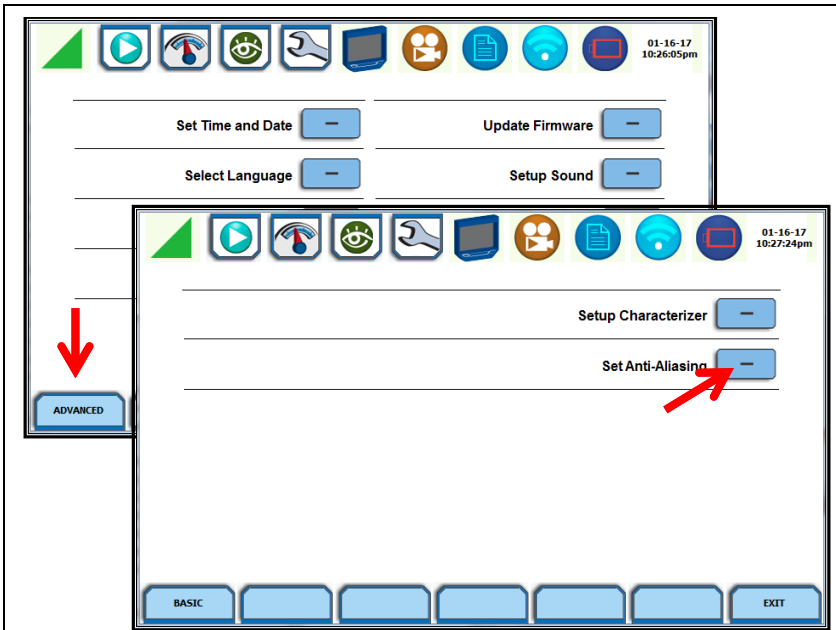 01-16-17
10:26:05pm
Set Time and Date
Update Firmware
Select Language
Setup Sound
ADVANCED
01-16-17
10:27:24pm
Setup Characterizer
Set Anti-Aliasing
BASIC
EXIT